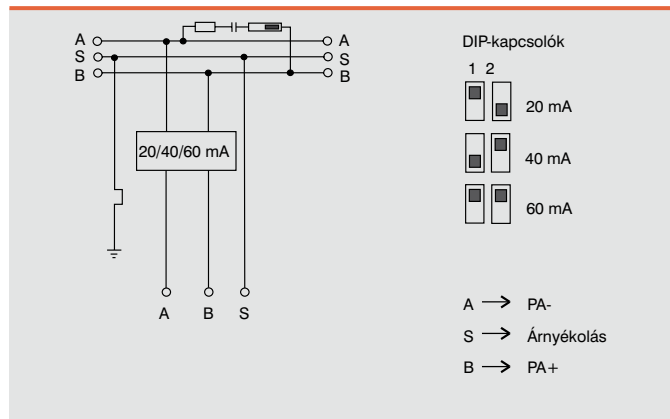 A A
S S
B B
20/40/60 mA
A B S
DIP-kapcsolók
1 2
20 mA
40 mA
60 mA
A → PA-
S → Árnyékolás
B → PA+